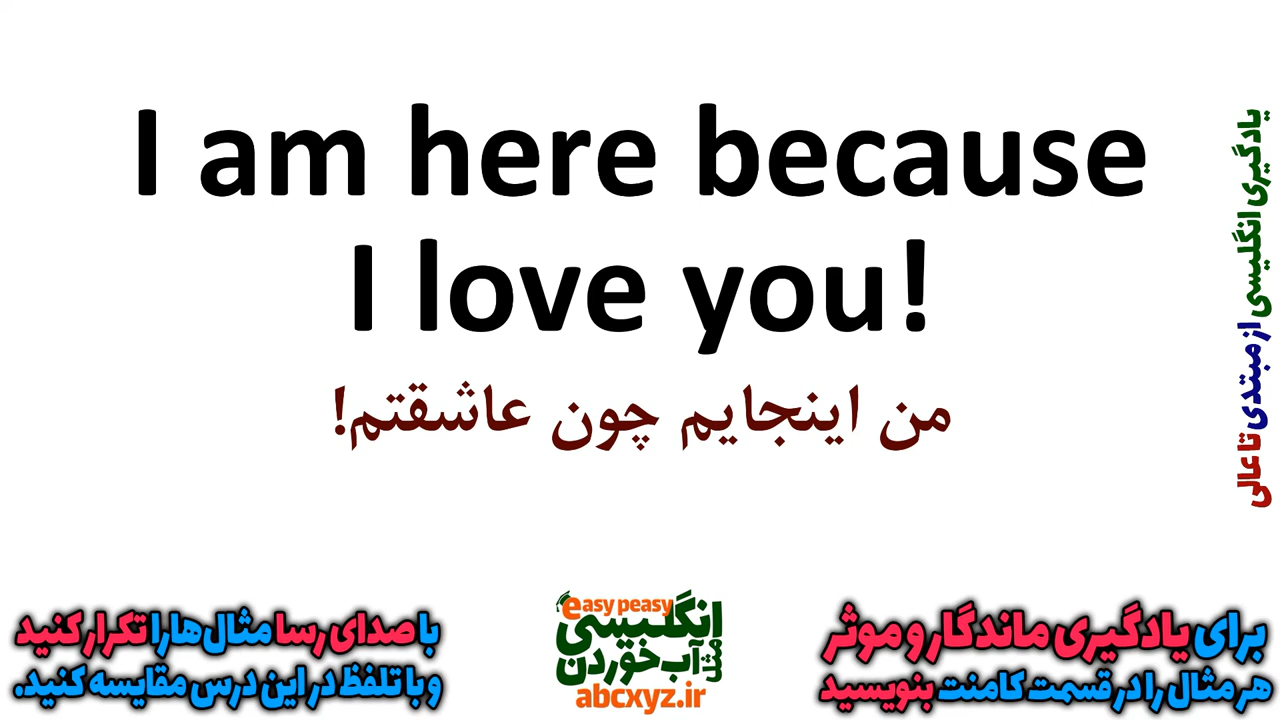 I am here because
I love you!
من اینجایم چون عاشقتم!
یادگیری انگلیسی از مبتدی تا عالی
با صدای رسا مثال‌ها را تکرار کنید
و با تلفظ در این درس مقایسه کنید.
easy peasy
انگلیسی
مثل آب خوردن
abcxyz.ir
برای یادگیری ماندگار و موثر
هر مثال را در قسمت کامنت بنویسید